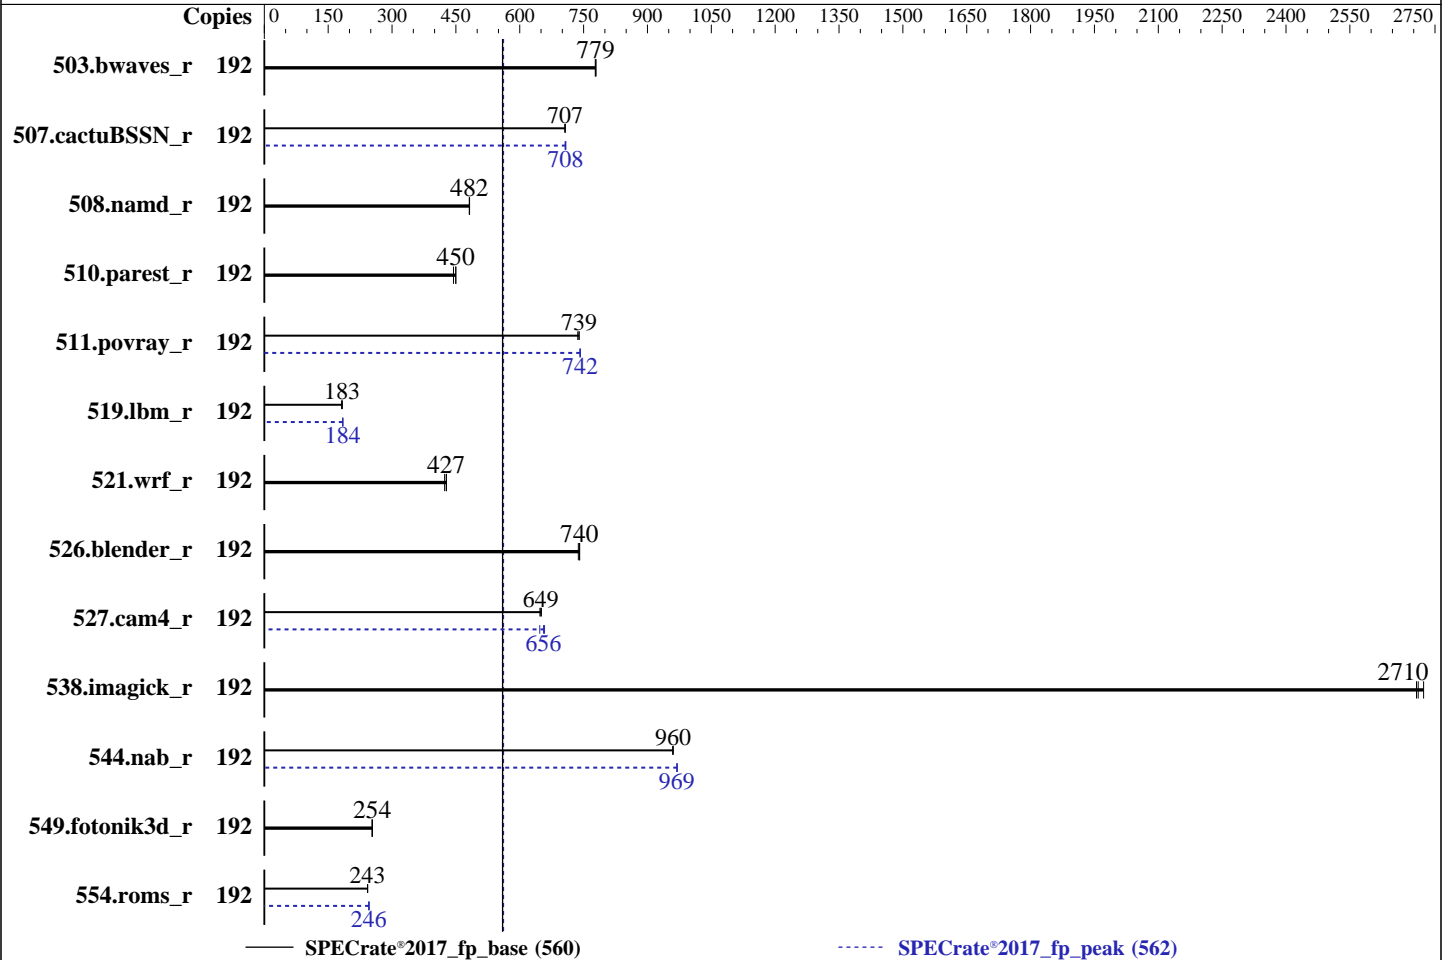 Copies 0 150 300 450 600 750 900 1050 1200 1350 1500 1650 1800 1950 2100 2250 2400 2550 2750
779
503.bwaves_r 192
707
507.cactuBSSN_r 192
708
482
508.namd_r 192
450
510.parest_r 192
739
511.povray_r 192
742
183
519.lbm_r 192
184
427
521.wrf_r 192
740
526.blender_r 192
649
527.cam4_r 192
656
2710
538.imagick_r 192
960
544.nab_r 192
969
254
549.fotonik3d_r 192
243
554.roms_r 192
246
SPECrate®2017_fp_base (560) SPECrate®2017_fp_peak (562)